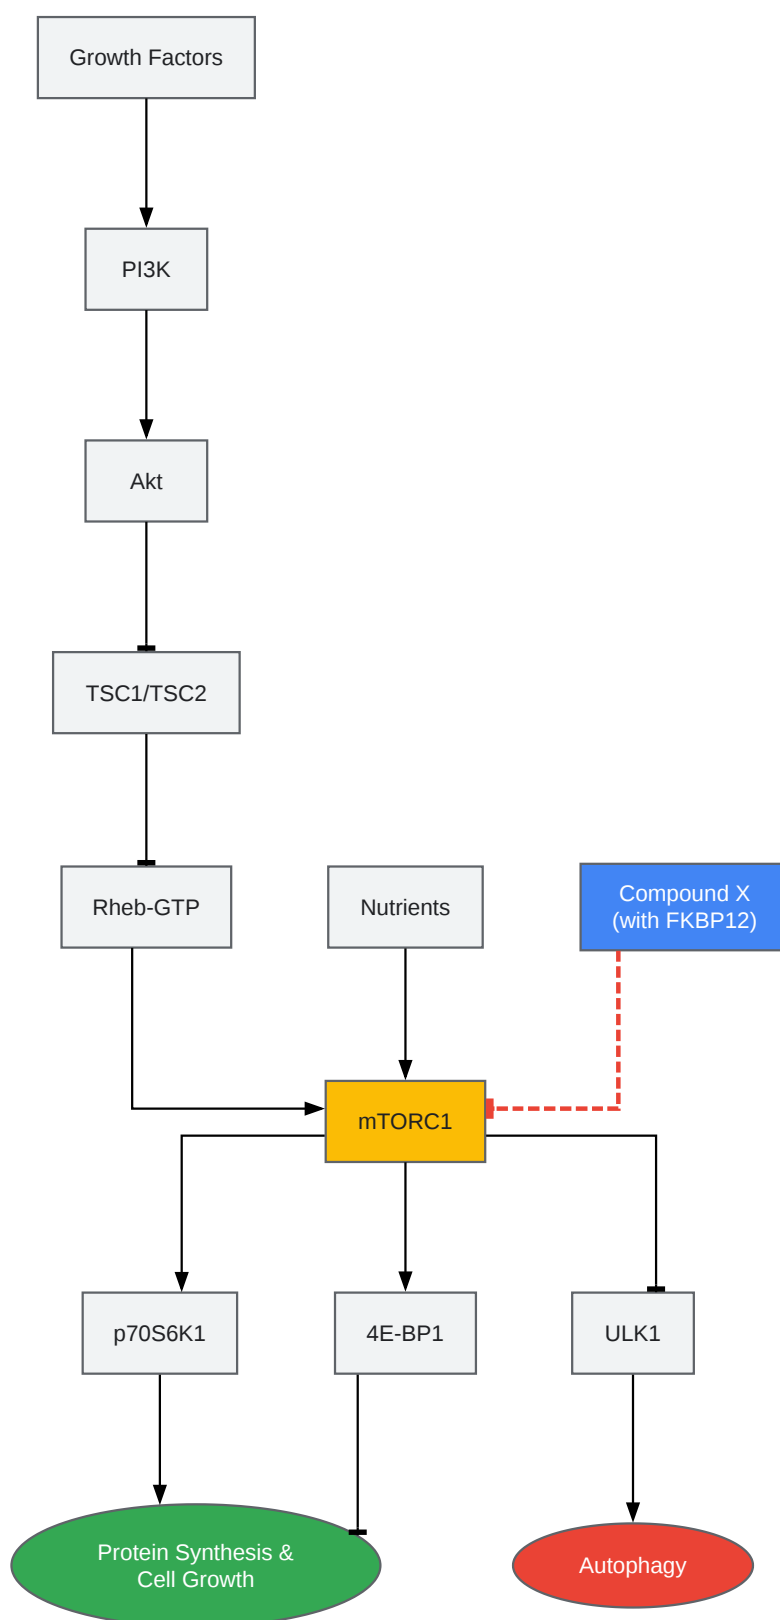 Growth Factors
PI3K
Akt
TSC1/TSC2
Rheb-GTP
Nutrients
Compound X
(with FKBP12)
mTORC1
p70S6K1
4E-BP1
ULK1
Protein Synthesis &
Cell Growth
Autophagy